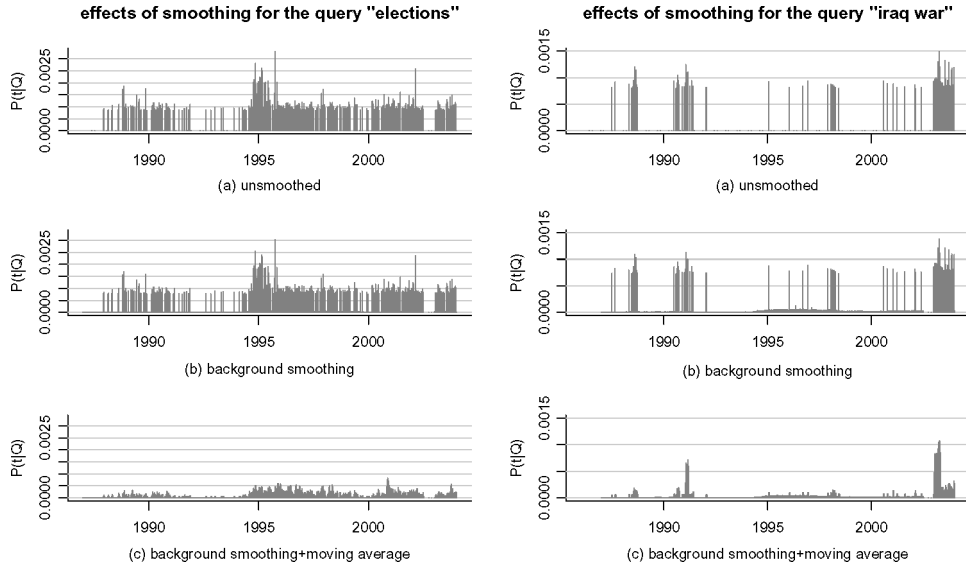 effects of smoothing for the query "elections"
P(t|Q)
0.0000 0.0025
1990 1995 2000
(a) unsmoothed
P(t|Q)
0.0000 0.0025
1990 1995 2000
(b) background smoothing
P(t|Q)
0.0000 0.0025
1990 1995 2000
(c) background smoothing+moving average
effects of smoothing for the query "iraq war"
P(t|Q)
0.0000 0.0015
1990 1995 2000
(a) unsmoothed
P(t|Q)
0.0000 0.0015
1990 1995 2000
(b) background smoothing
P(t|Q)
0.0000 0.0015
1990 1995 2000
(c) background smoothing+moving average